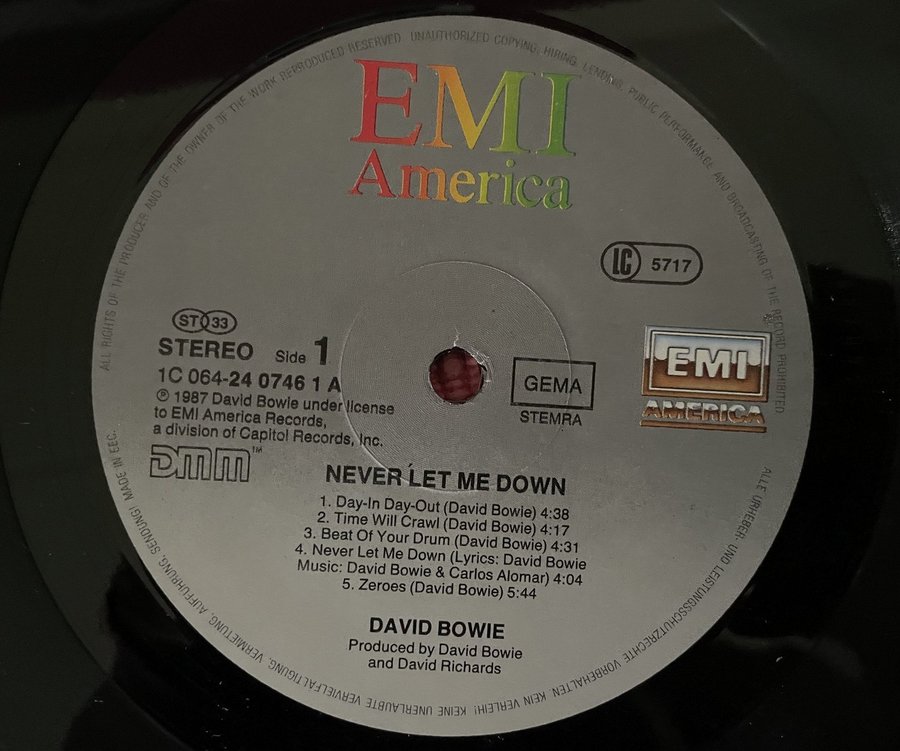 ALL RIGHTS OF THE PRODUCER AND OF THE OWNER OF THE WORK REPRODUCED RESERVED. UNAUTHORIZED COPYING, HIRING, LENDING, PUBLIC PERFORMANCE AND BROADCASTING OF THE RECORD PROHIBITED
EMI
America
LC 5717
ST 33
STEREO Side 1
1C 064-24 0746 1 A
℗ 1987 David Bowie under license
to EMI America Records,
a division of Capitol Records, Inc.
DMM™
GEMA
STEMRA
EMI
AMERICA
NEVER LET ME DOWN
1. Day-In Day-Out (David Bowie) 4:38
2. Time Will Crawl (David Bowie) 4:17
3. Beat Of Your Drum (David Bowie) 4:31
4. Never Let Me Down (Lyrics: David Bowie
Music: David Bowie & Carlos Alomar) 4:04
5. Zeroes (David Bowie) 5:44
DAVID BOWIE
Produced by David Bowie
and David Richards
ALLE URHEBER- UND LEISTUNGSSCHUTZRECHTE VORBEHALTEN. KEIN VERLEIH! KEINE UNERLAUBTE VERVIELFÄLTIGUNG, VERMIETUNG, AUFFÜHRUNG, SENDUNG! MADE IN EEC.